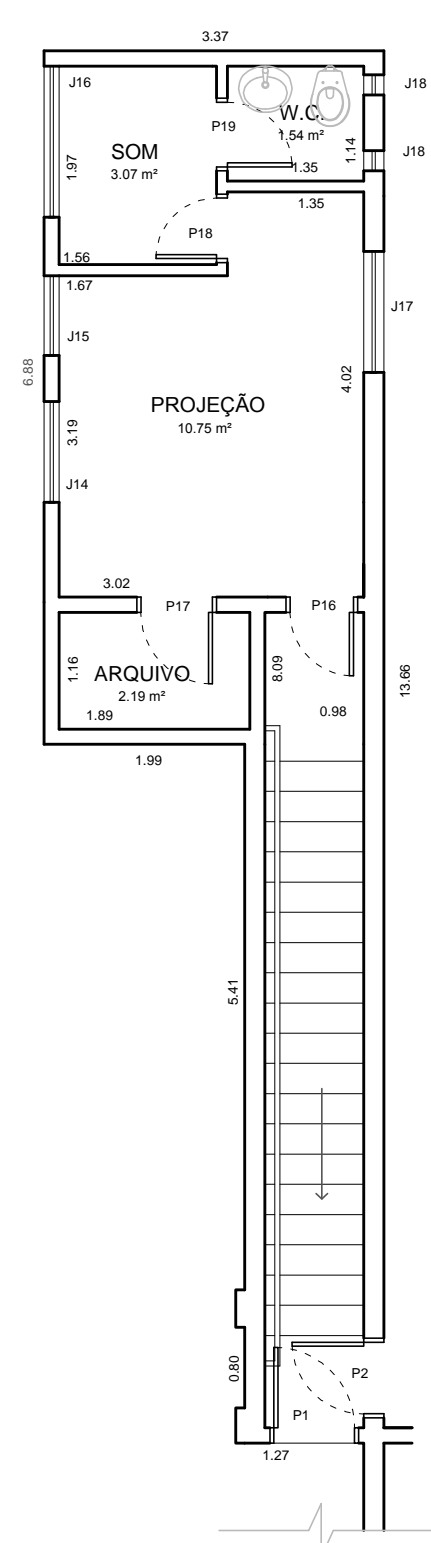 3.37
J16
J18
P19
W.C.
1.54 m²
SOM
3.07 m²
1.97
1.14
J18
1.35
1.35
P18
1.56
1.67
J17
J15
6.88
4.02
PROJEÇÃO
10.75 m²
3.19
J14
3.02
P17
P16
1.16
ARQUIVO
2.19 m²
8.09
13.66
1.89
0.98
1.99
5.41
0.80
P2
P1
1.27